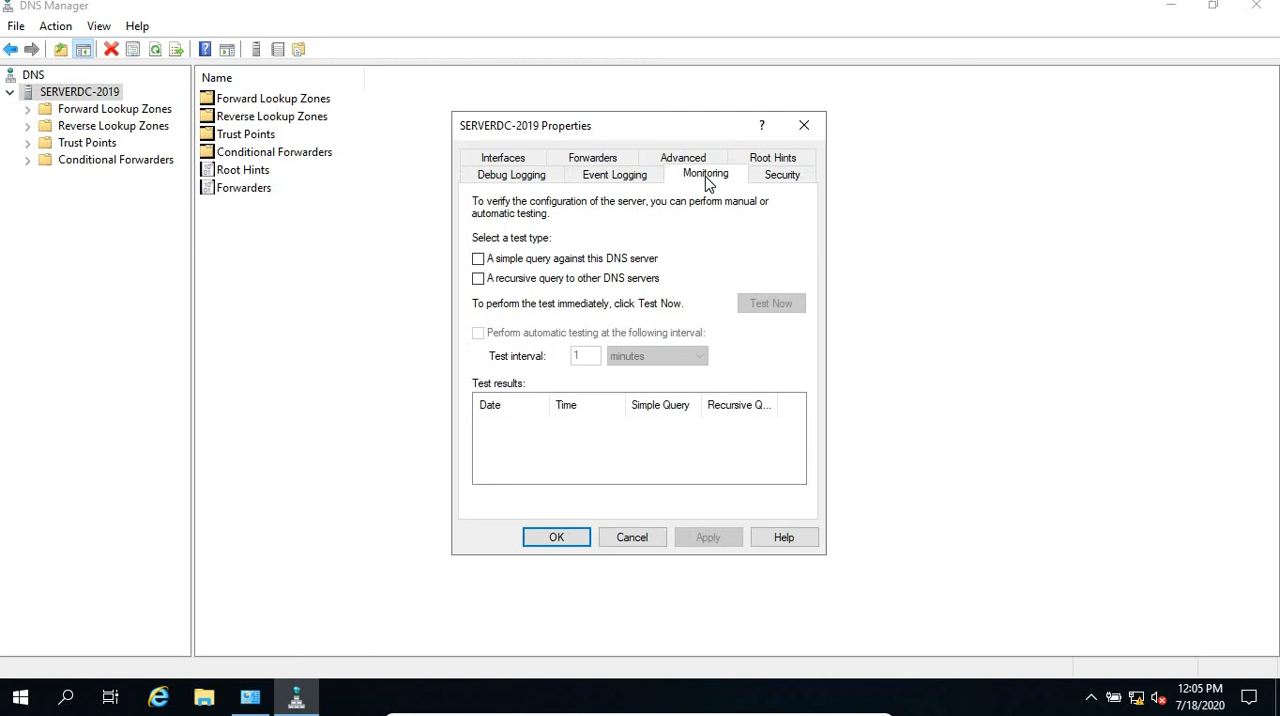 DNS Manager
File Action View Help
DNS
SERVERDC-2019
Forward Lookup Zones
Reverse Lookup Zones
Trust Points
Conditional Forwarders
Name
Forward Lookup Zones
Reverse Lookup Zones
Trust Points
Conditional Forwarders
Root Hints
Forwarders
SERVERDC-2019 Properties
Interfaces Forwarders Advanced Root Hints
Debug Logging Event Logging Monitoring Security
To verify the configuration of the server, you can perform manual or
automatic testing.
Select a test type:
A simple query against this DNS server
A recursive query to other DNS servers
To perform the test immediately, click Test Now. Test Now
Perform automatic testing at the following interval:
Test interval: 1 minutes
Test results:
Date Time Simple Query Recursive Q...
OK Cancel Apply Help
12:05 PM
7/18/2020